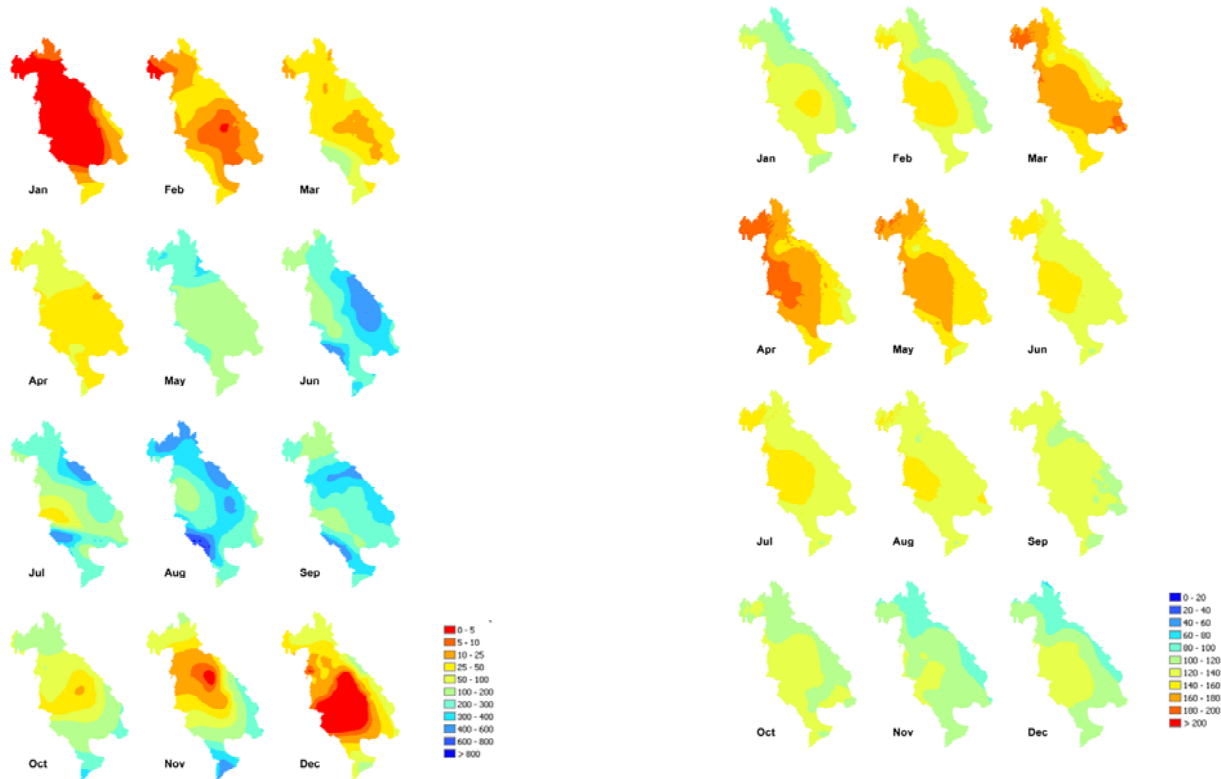 Jan Feb Mar
Apr May Jun
Jul Aug Sep
Oct Nov Dec
0 - 5
5 - 10
10 - 25
25 - 50
50 - 100
100 - 200
200 - 300
300 - 400
400 - 600
600 - 800
> 800
Jan Feb Mar
Apr May Jun
Jul Aug Sep
Oct Nov Dec
0 - 20
20 - 40
40 - 60
60 - 80
80 - 100
100 - 120
120 - 140
140 - 160
160 - 180
180 - 200
> 200